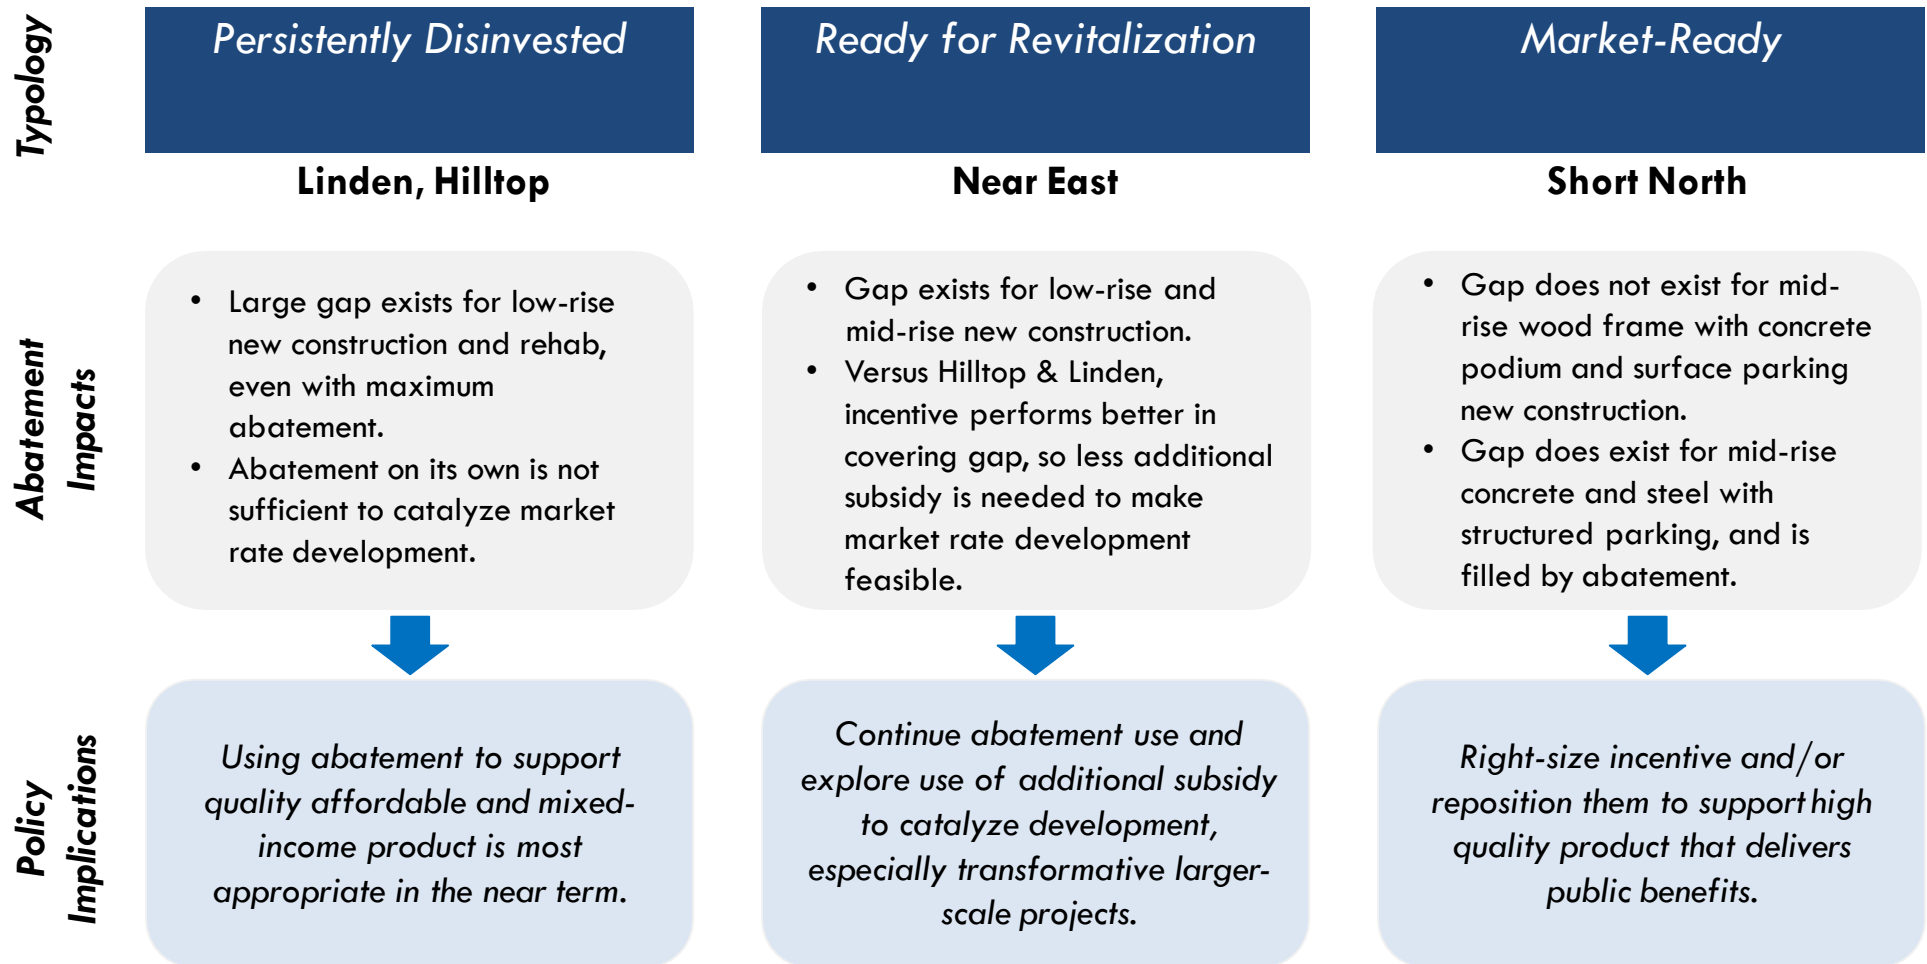 Typology
Persistently Disinvested
Ready for Revitalization
Market-Ready
Linden, Hilltop
Near East
Short North
Abatement
Impacts
• Large gap exists for low-rise
new construction and rehab,
even with maximum
abatement.
• Abatement on its own is not
sufficient to catalyze market
rate development.
• Gap exists for low-rise and
mid-rise new construction.
• Versus Hilltop & Linden,
incentive performs better in
covering gap, so less additional
subsidy is needed to make
market rate development
feasible.
• Gap does not exist for mid-
rise wood frame with concrete
podium and surface parking
new construction.
• Gap does exist for mid-rise
concrete and steel with
structured parking, and is
filled by abatement.
Policy
Implications
Using abatement to support
quality affordable and mixed-
income product is most
appropriate in the near term.
Continue abatement use and
explore use of additional subsidy
to catalyze development,
especially transformative larger-
scale projects.
Right-size incentive and/or
reposition them to support high
quality product that delivers
public benefits.